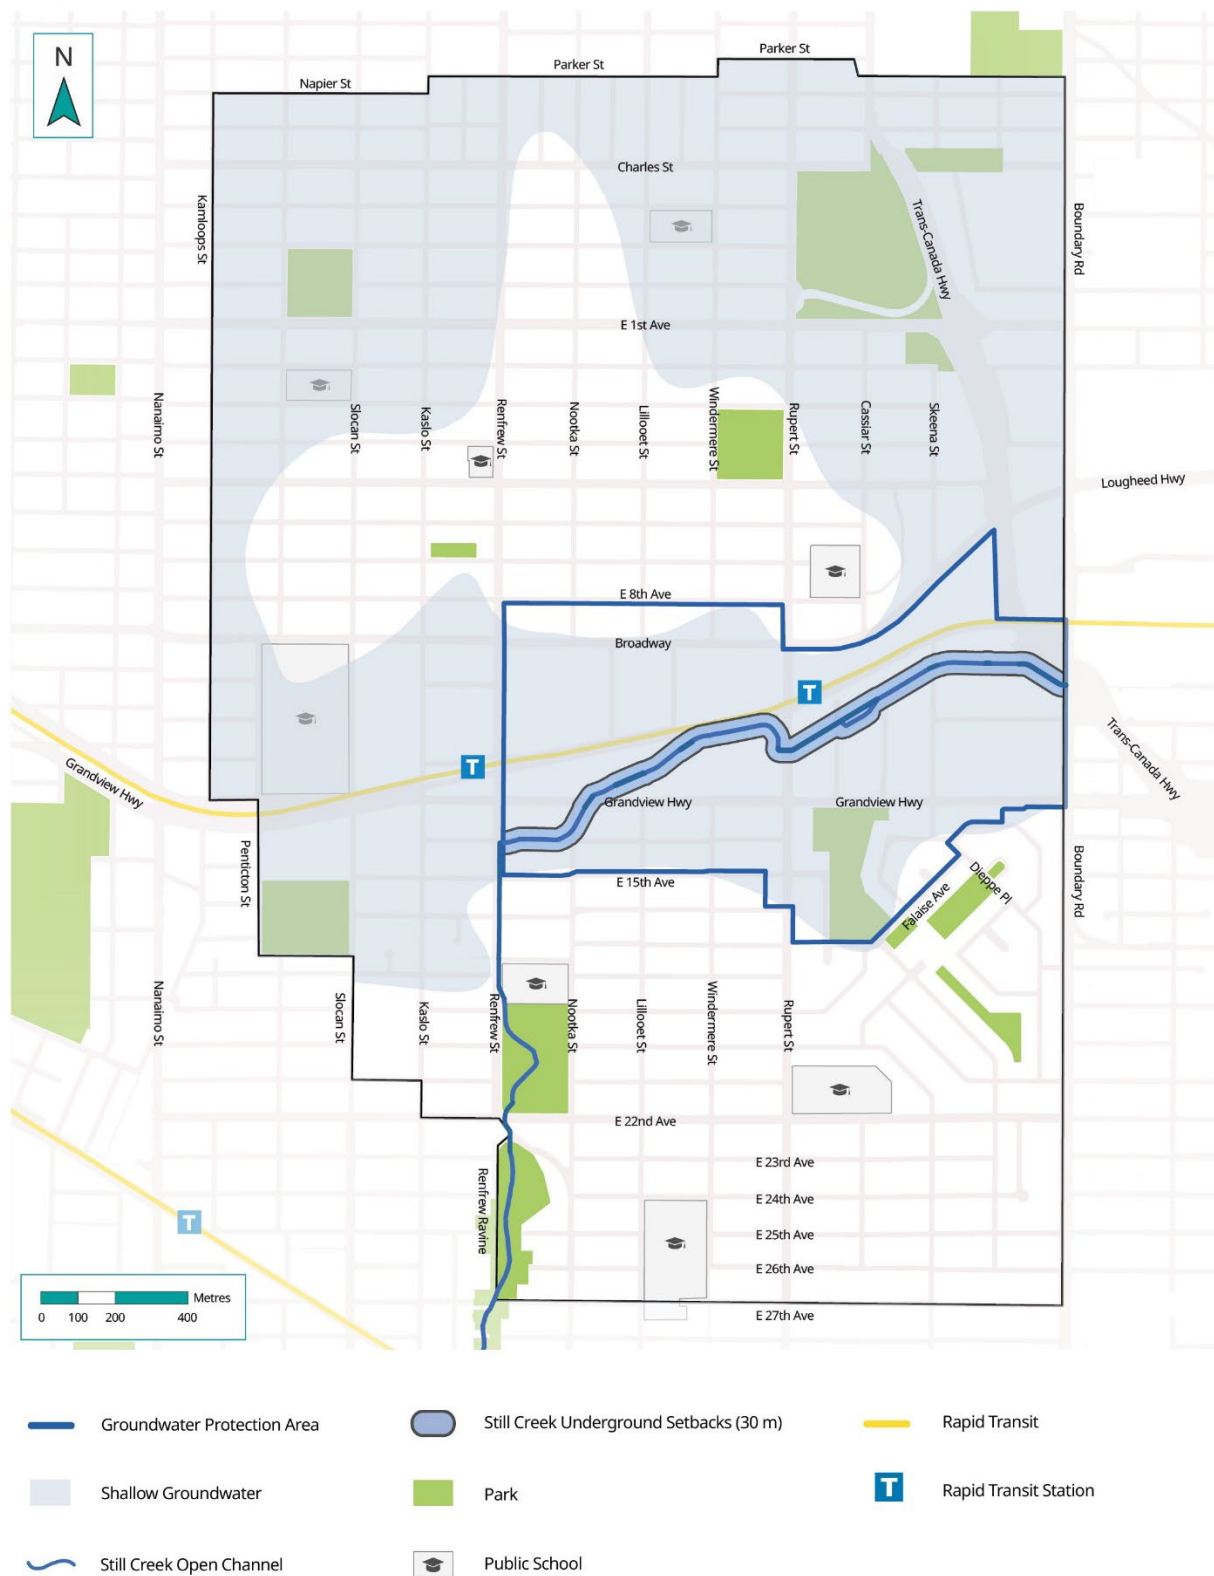 N
Parker St
Parker St
Napier St
Charles St
Kamloops St
Trans-Canada Hwy
Boundary Rd
E 1st Ave
Nanaimo St
Slocan St
Kaslo St
Renfrew St
Nootka St
Lillooet St
Windermere St
Rupert St
Cassiar St
Skeena St
Lougheed Hwy
E 8th Ave
Broadway
T
T
Grandview Hwy
Grandview Hwy
Grandview Hwy
Trans-Canada Hwy
Penticton St
E 15th Ave
Falaise Ave
Dieppe Pl
Boundary Rd
Nanaimo St
Slocan St
Kaslo St
Renfrew St
Nootka St
Lillooet St
Windermere St
Rupert St
E 22nd Ave
E 23rd Ave
Renfrew Ravine
E 24th Ave
T
E 25th Ave
E 26th Ave
E 27th Ave
Metres
0 100 200 400
Groundwater Protection Area
Still Creek Underground Setbacks (30 m)
Rapid Transit
Shallow Groundwater
Park
T
Rapid Transit Station
Still Creek Open Channel
Public School